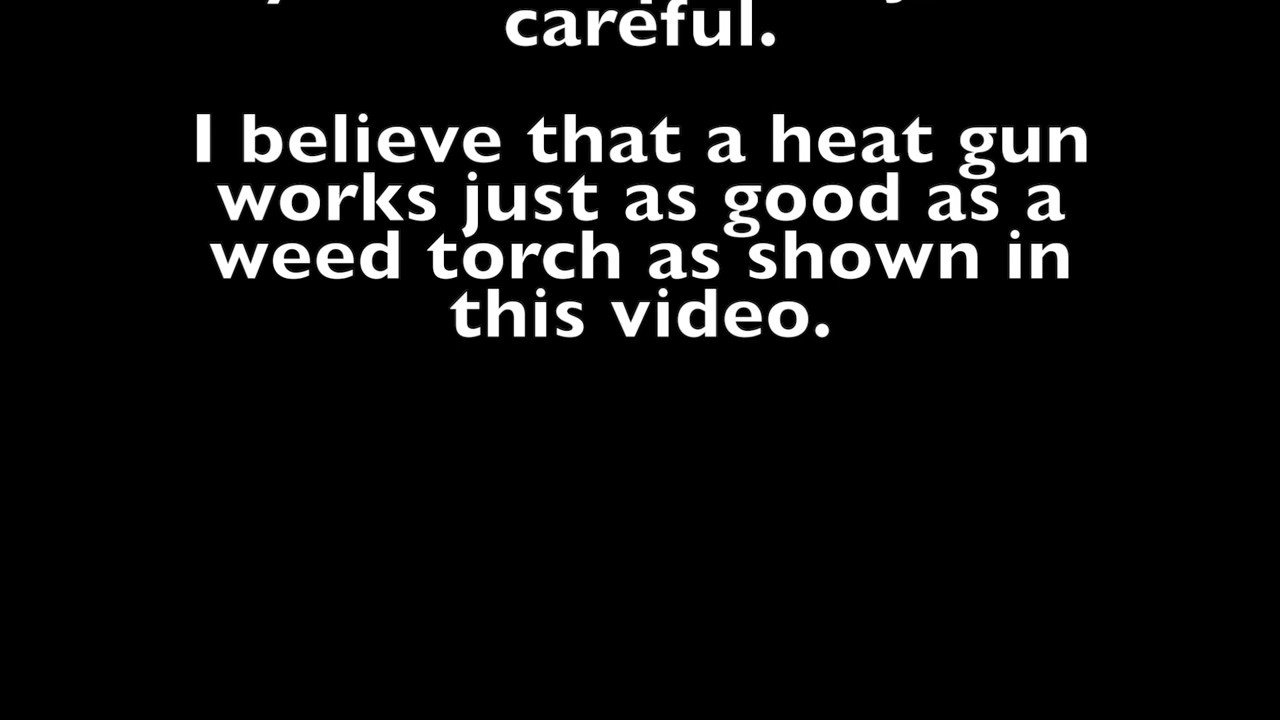 careful.
I believe that a heat gun
works just as good as a
weed torch as shown in
this video.